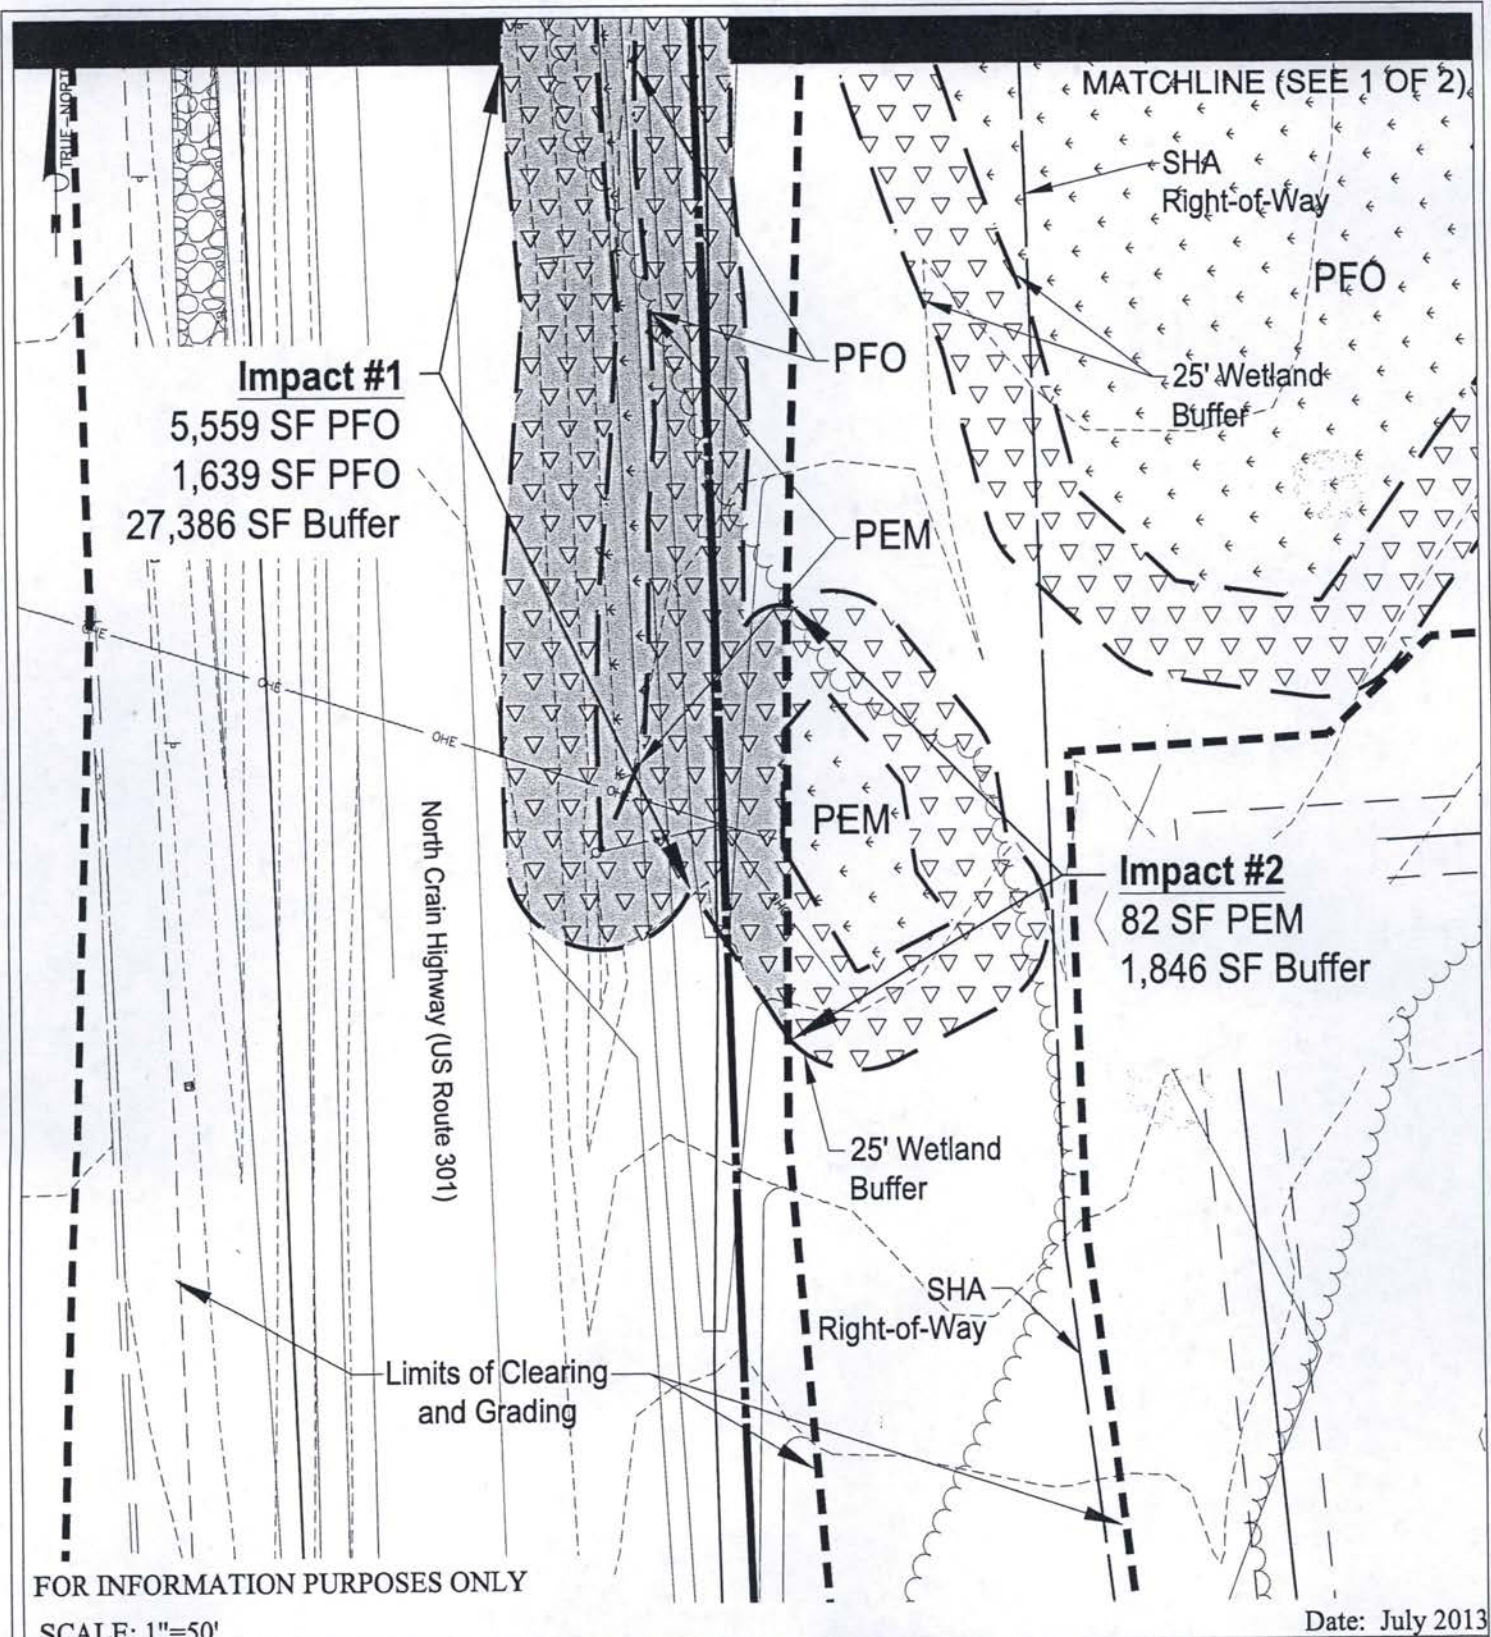 MATCHLINE (SEE 1 OF 2)
SHA
Right-of-Way
PFO
25' Wetland
Buffer
Impact #1
5,559 SF PFO
1,639 SF PFO
27,386 SF Buffer
PFO
PEM
OHE
OHE
OHE
PEM
North Crain Highway (US Route 301)
Impact #2
82 SF PEM
1,846 SF Buffer
25' Wetland
Buffer
SHA
Right-of-Way
Limits of Clearing
and Grading
FOR INFORMATION PURPOSES ONLY
SCALE: 1"=50'
Date: July 2013